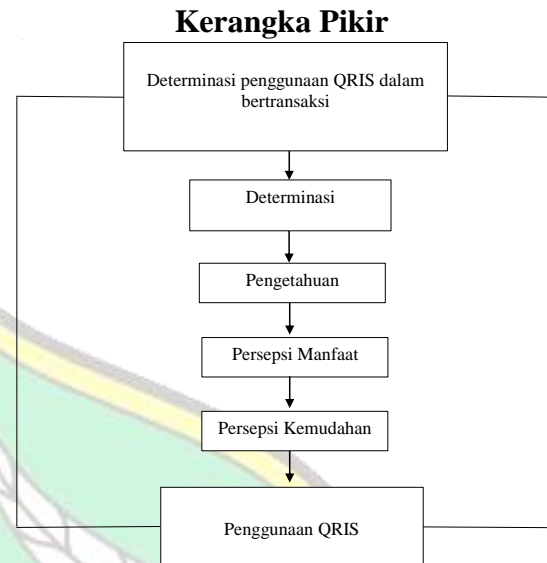 Kerangka Pikir
Determinasi penggunaan QRIS dalam
bertransaksi
Determinasi
Pengetahuan
Persepsi Manfaat
Persepsi Kemudahan
Penggunaan QRIS